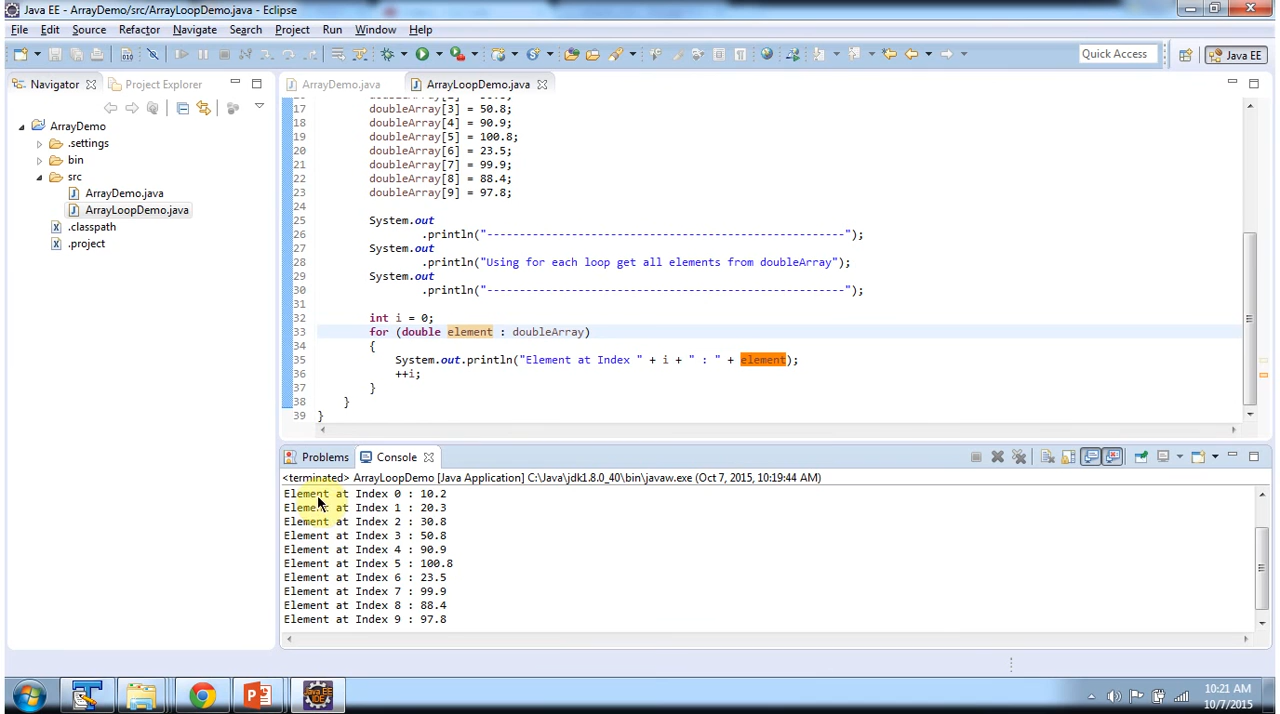 Java EE - ArrayDemo/src/ArrayLoopDemo.java - Eclipse
File Edit Source Refactor Navigate Search Project Run Window Help
Quick Access Java EE
Navigator Project Explorer
ArrayDemo
.settings
bin
src
ArrayDemo.java
ArrayLoopDemo.java
.classpath
.project
ArrayDemo.java ArrayLoopDemo.java
17 doubleArray[3] = 50.8;
18 doubleArray[4] = 90.9;
19 doubleArray[5] = 100.8;
20 doubleArray[6] = 23.5;
21 doubleArray[7] = 99.9;
22 doubleArray[8] = 88.4;
23 doubleArray[9] = 97.8;
24
25 System.out
26 .println("-------------------------------------------------------");
27 System.out
28 .println("Using for each loop get all elements from doubleArray");
29 System.out
30 .println("-------------------------------------------------------");
31
32 int i = 0;
33 for (double element : doubleArray)
34 {
35 System.out.println("Element at Index " + i + " : " + element);
36 ++i;
37 }
38 }
39 }
Problems Console
<terminated> ArrayLoopDemo [Java Application] C:\Java\jdk1.8.0_40\bin\javaw.exe (Oct 7, 2015, 10:19:44 AM)
Element at Index 0 : 10.2
Element at Index 1 : 20.3
Element at Index 2 : 30.8
Element at Index 3 : 50.8
Element at Index 4 : 90.9
Element at Index 5 : 100.8
Element at Index 6 : 23.5
Element at Index 7 : 99.9
Element at Index 8 : 88.4
Element at Index 9 : 97.8
Java EE
IDE
10:21 AM
10/7/2015